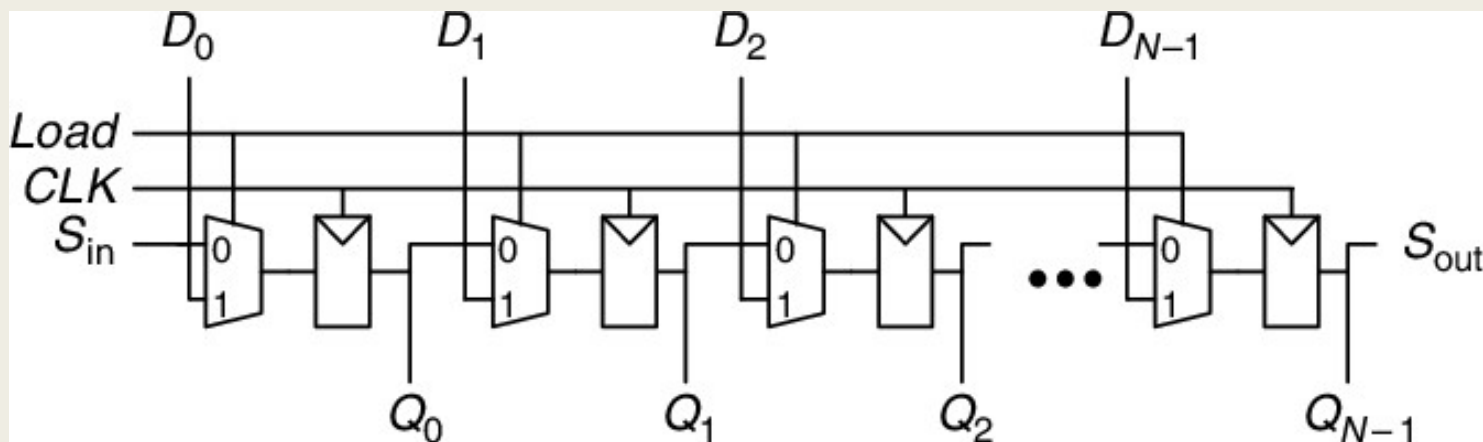 D0 D1 D2 DN−1
Load
CLK
Sin 0 0 0 0 Sout
1 1 1 1
Q0 Q1 Q2 QN−1